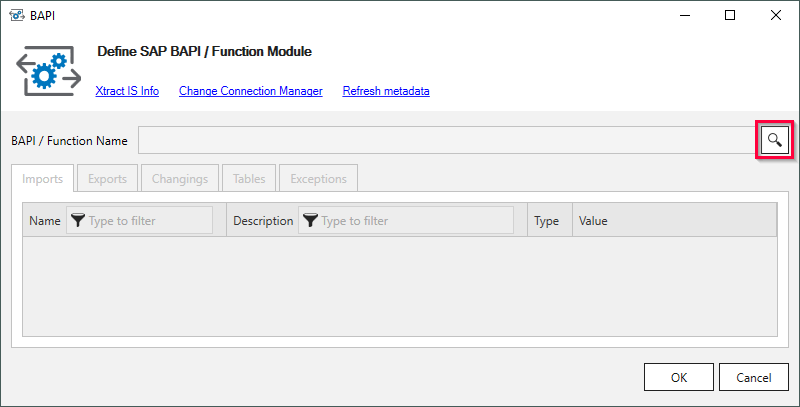 BAPI
Define SAP BAPI / Function Module
Xtract IS Info Change Connection Manager Refresh metadata
BAPI / Function Name
Imports Exports Changings Tables Exceptions
Name Type to filter Description Type to filter Type Value
OK Cancel